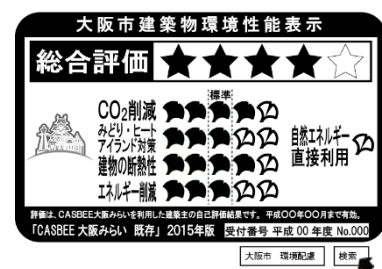 大阪市建築物環境性能表示
総合評価 ★★★★☆
標準
CO2削減
みどり・ヒート
アイランド対策
建物の断熱性
エネルギー削減
自然エネルギー
直接利用
評価は、CASBEE大阪みらいを利用した建築主の自己評価結果です。 平成〇〇年〇〇月まで有効。
「CASBEE 大阪みらい 既存」2015年版 受付番号 平成 00 年度 No.000
大阪市 環境配慮 検索